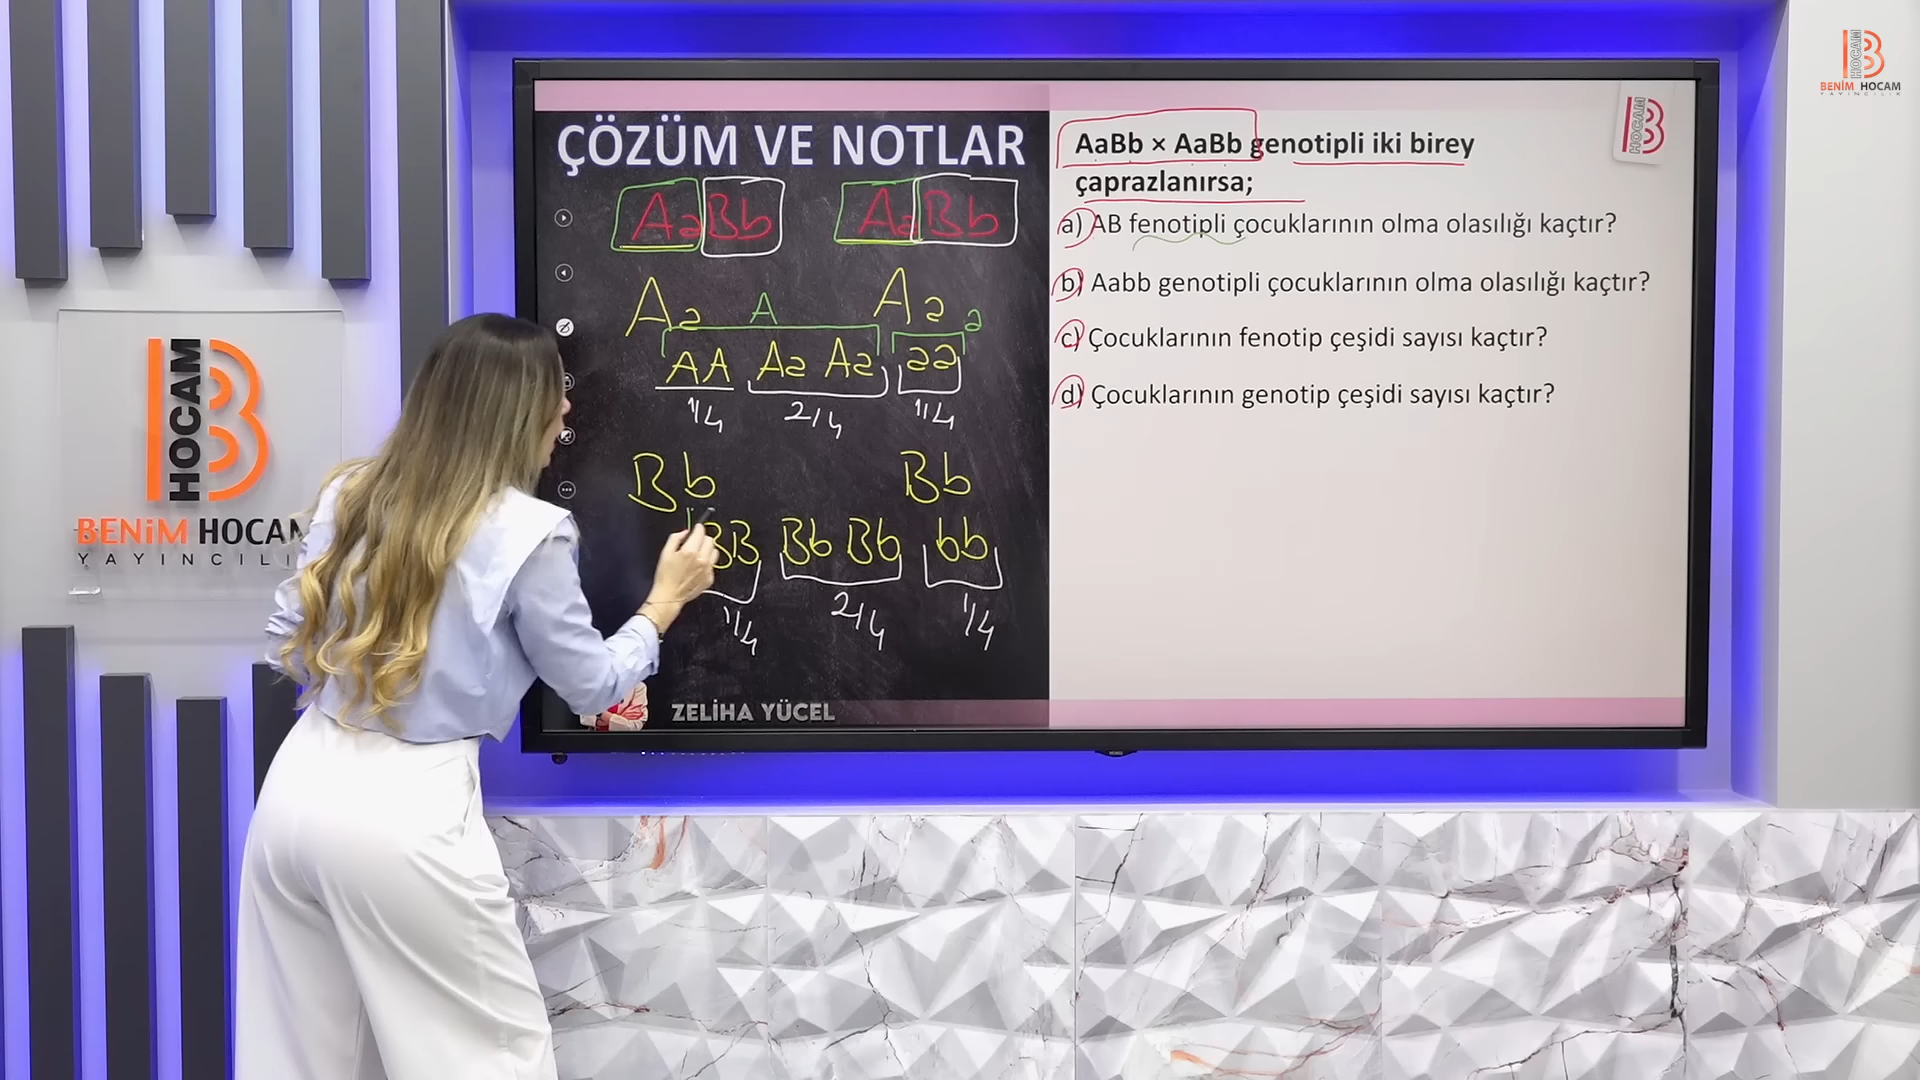 BENİM HOCAM
YAYINCILIK
HOCAM
BENİM HOCAM
YAYINCILI
ÇÖZÜM VE NOTLAR
AaBb AaBb
Aa A Aa a
AA Aa Aa aa
1/4 2/4 1/4
Bb Bb
BB Bb Bb bb
1/4 2/4 1/4
ZELİHA YÜCEL
HOCAM
AaBb × AaBb genotipli iki birey
çaprazlanırsa;
a) AB fenotipli çocuklarının olma olasılığı kaçtır?
b) Aabb genotipli çocuklarının olma olasılığı kaçtır?
c) Çocuklarının fenotip çeşidi sayısı kaçtır?
d) Çocuklarının genotip çeşidi sayısı kaçtır?